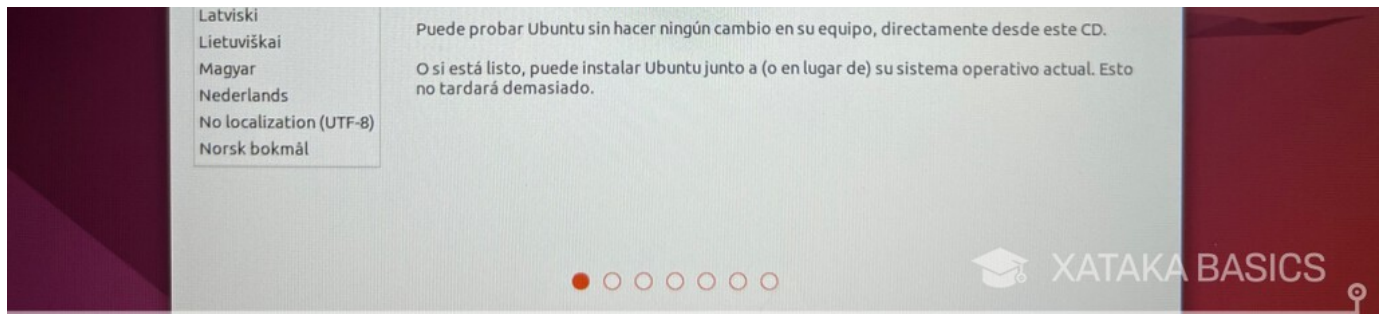 Latviski
Lietuviškai
Magyar
Nederlands
No localization (UTF-8)
Norsk bokmål
Puede probar Ubuntu sin hacer ningún cambio en su equipo, directamente desde este CD.
O si está listo, puede instalar Ubuntu junto a (o en lugar de) su sistema operativo actual. Esto
no tardará demasiado.
XATAKA BASICS